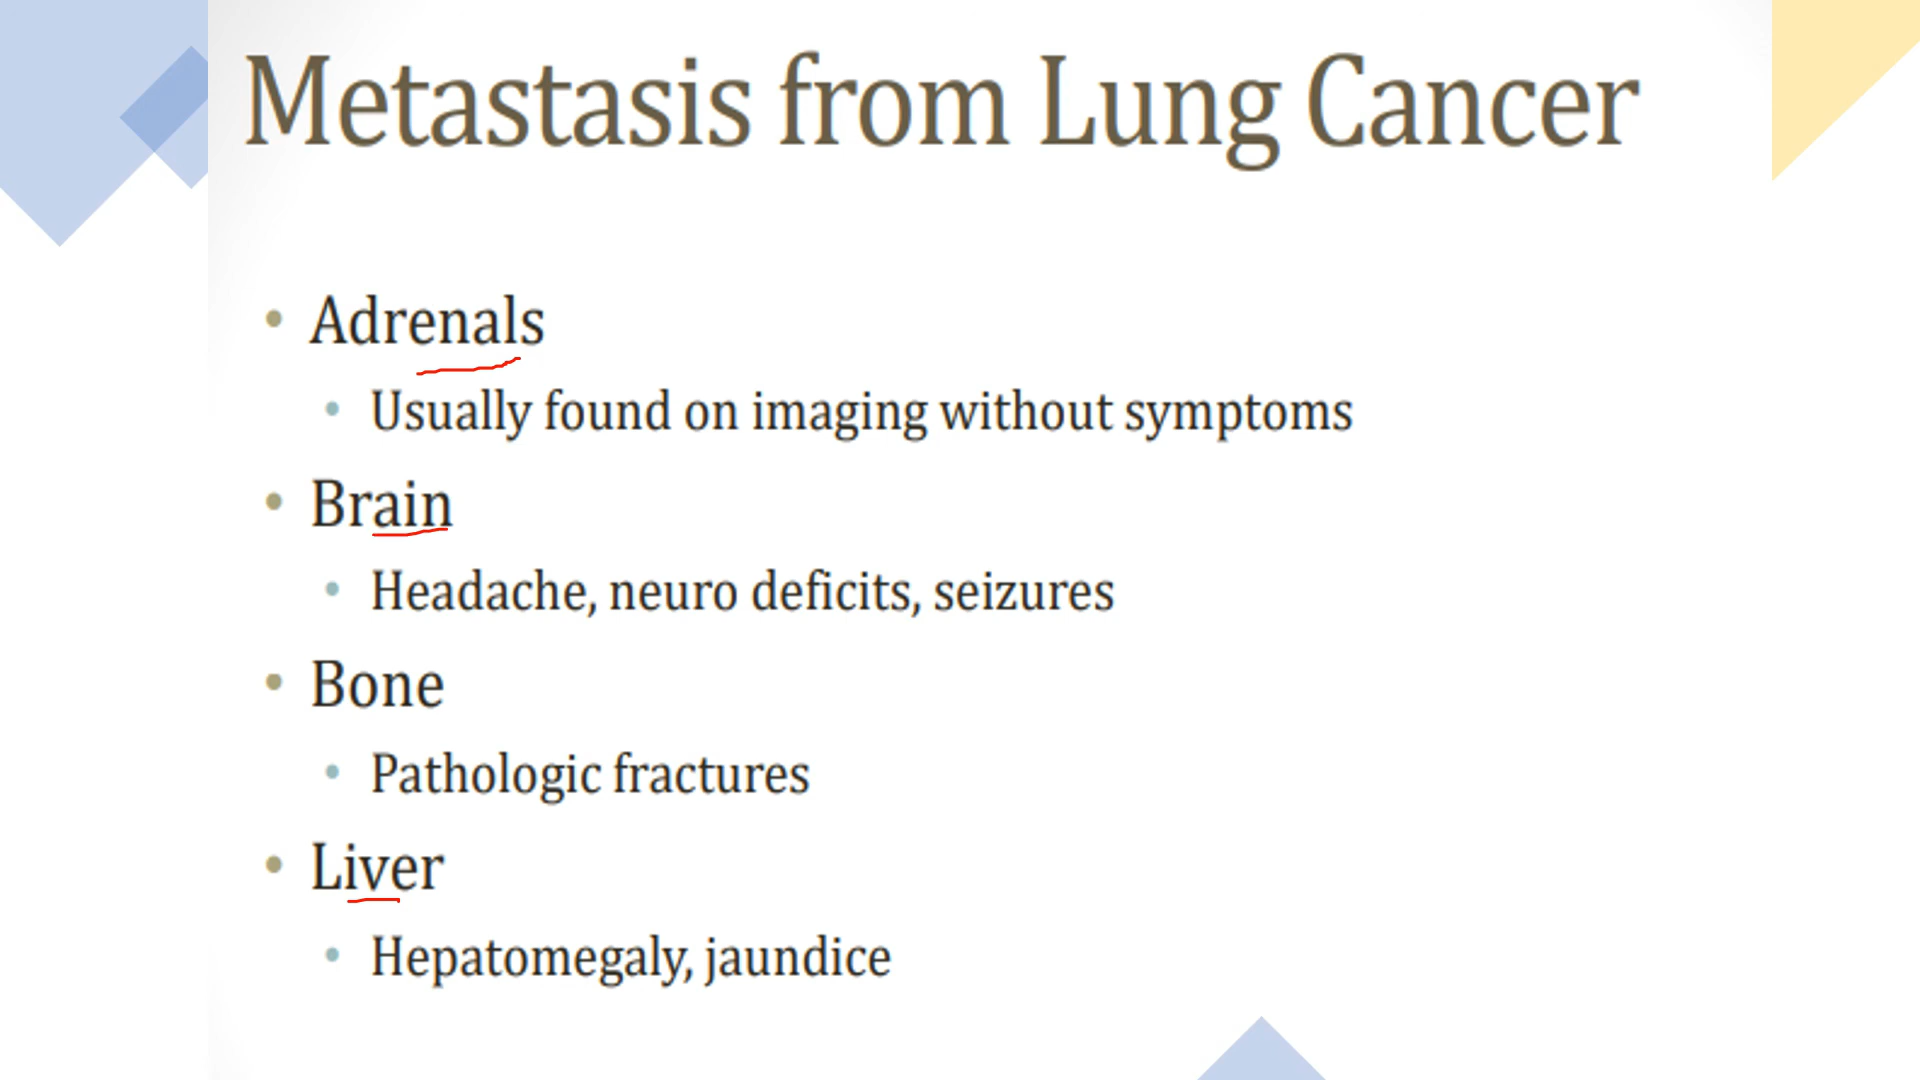 Metastasis from Lung Cancer
• Adrenals
• Usually found on imaging without symptoms
• Brain
• Headache, neuro deficits, seizures
• Bone
• Pathologic fractures
• Liver
• Hepatomegaly, jaundice